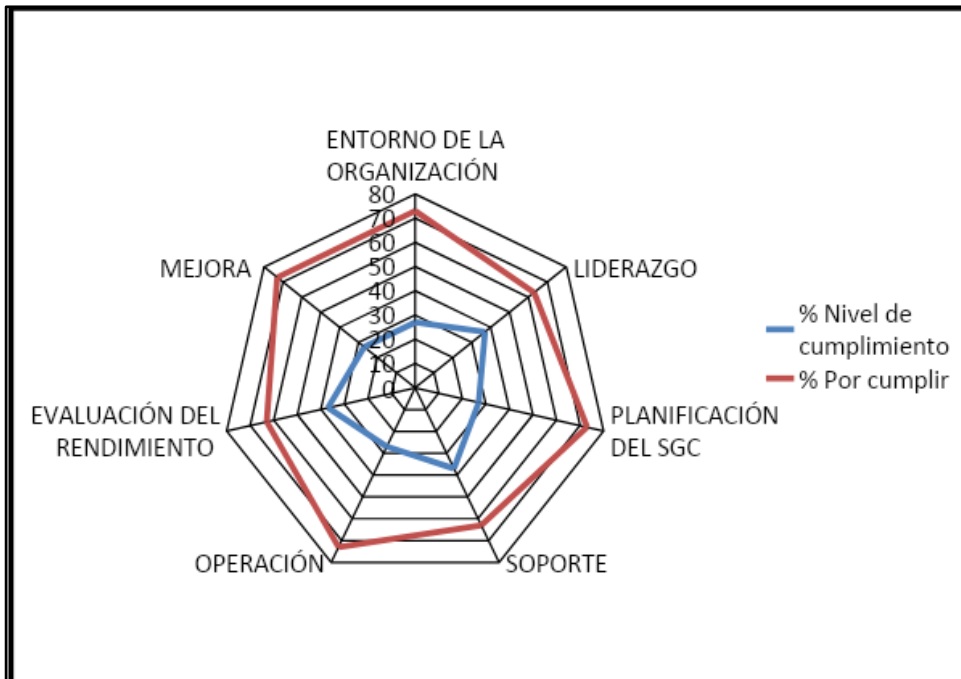 ENTORNO DE LA
ORGANIZACIÓN
80
70
60
50
40
30
20
10
0
MEJORA
LIDERAZGO
% Nivel de
cumplimiento
% Por cumplir
EVALUACIÓN DEL
RENDIMIENTO
PLANIFICACIÓN
DEL SGC
OPERACIÓN
SOPORTE